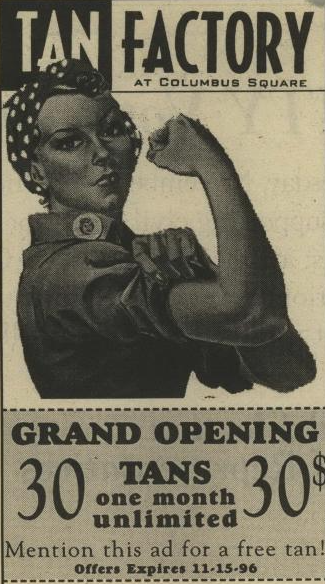 TAN FACTORY
AT COLUMBUS SQUARE
GRAND OPENING
30 TANS 30$
one month
unlimited
Mention this ad for a free tan!
Offers Expires 11-15-96